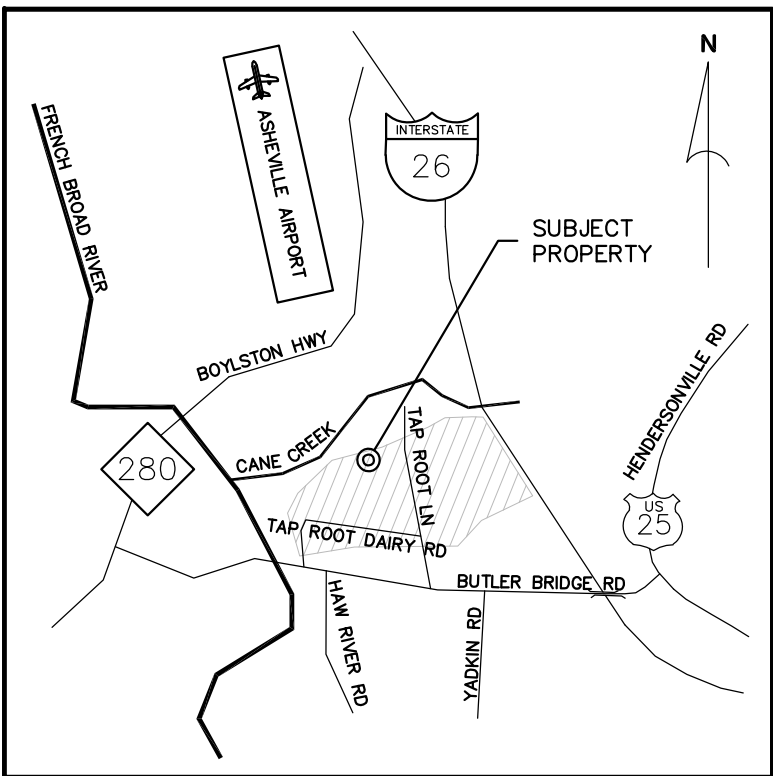 N
FRENCH BROAD RIVER
ASHEVILLE AIRPORT
INTERSTATE
26
SUBJECT
PROPERTY
BOYLSTON HWY
HENDERSONVILLE RD
280
CANE CREEK
TAP ROOT LN
US
25
TAP ROOT DAIRY RD
BUTLER BRIDGE RD
HAW RIVER RD
YADKIN RD